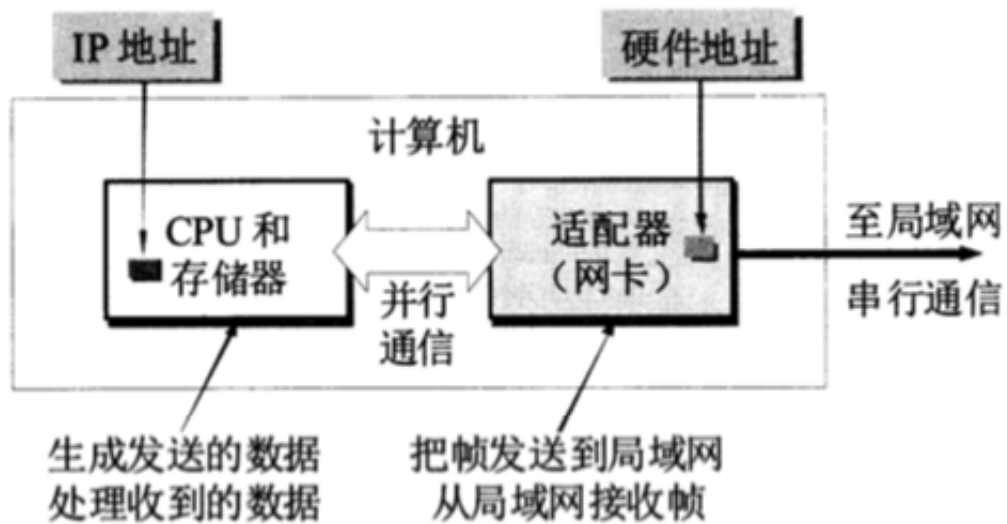 IP 地址
硬件地址
计算机
CPU 和
存储器
并行
通信
适配器
（网卡）
至局域网
串行通信
生成发送的数据
处理收到的数据
把帧发送到局域网
从局域网接收帧